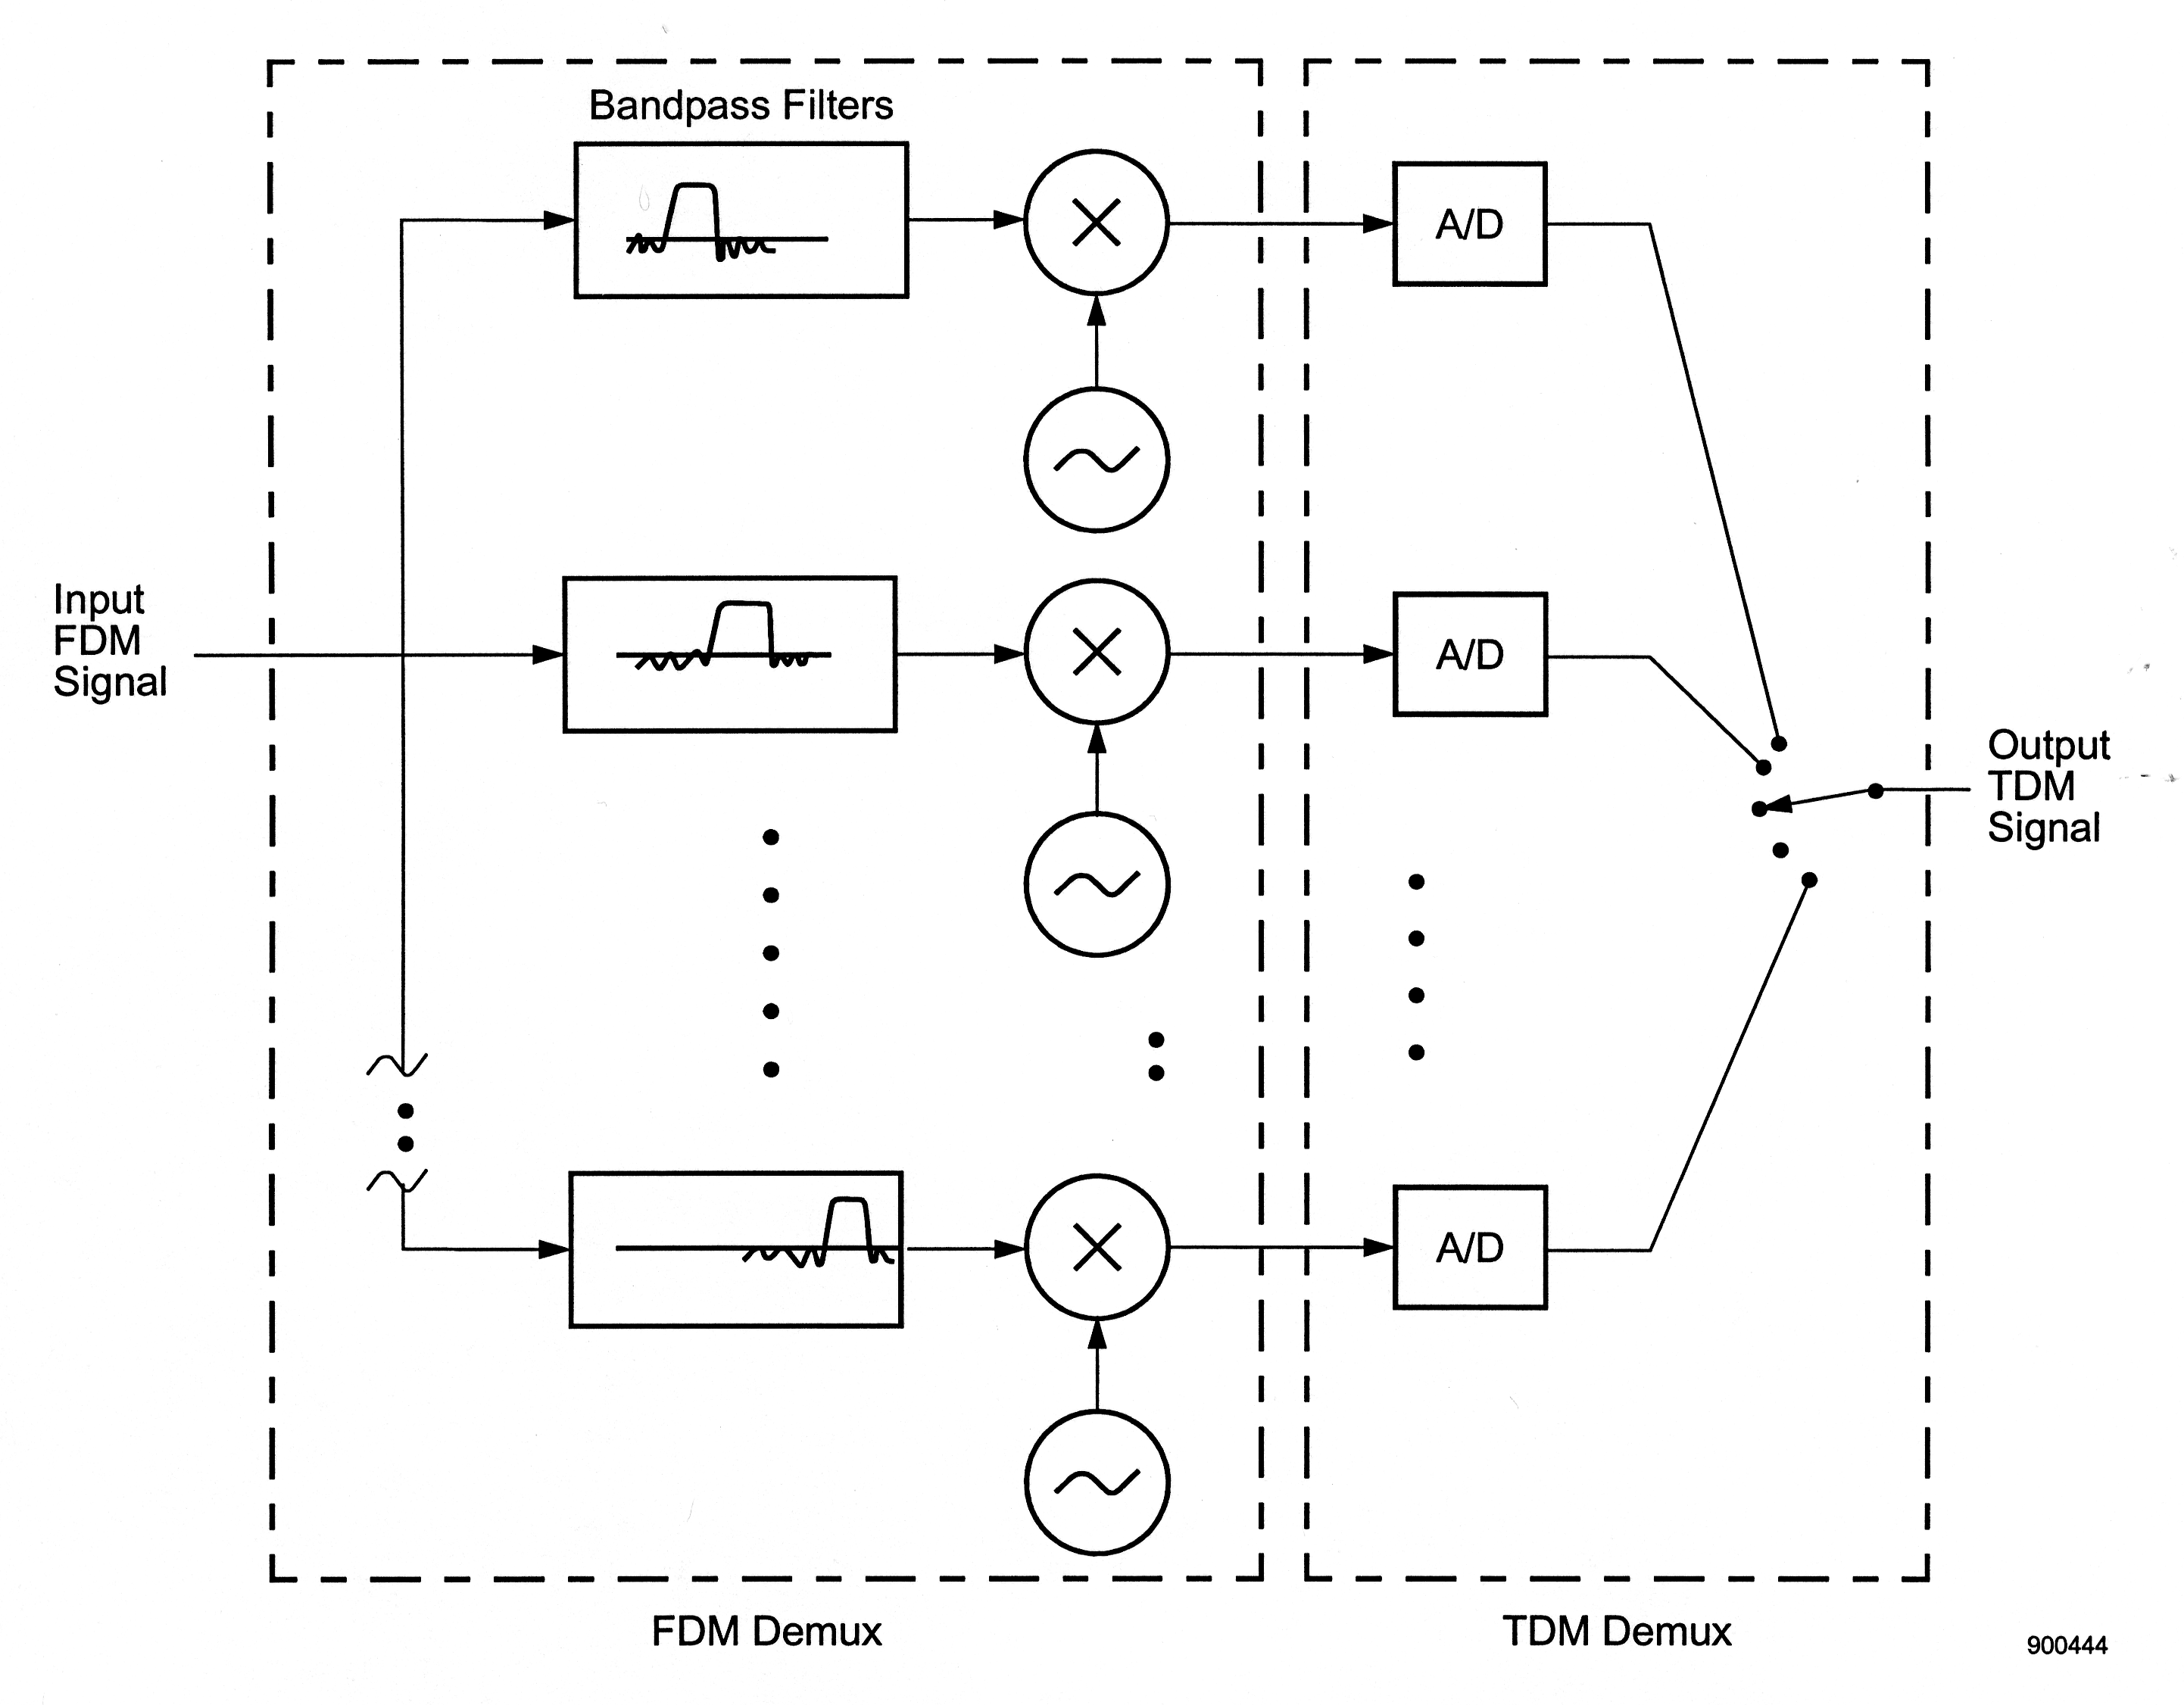 Bandpass Filters
A/D
Input
FDM
Signal
A/D
Output
TDM
Signal
A/D
FDM Demux
TDM Demux
900444